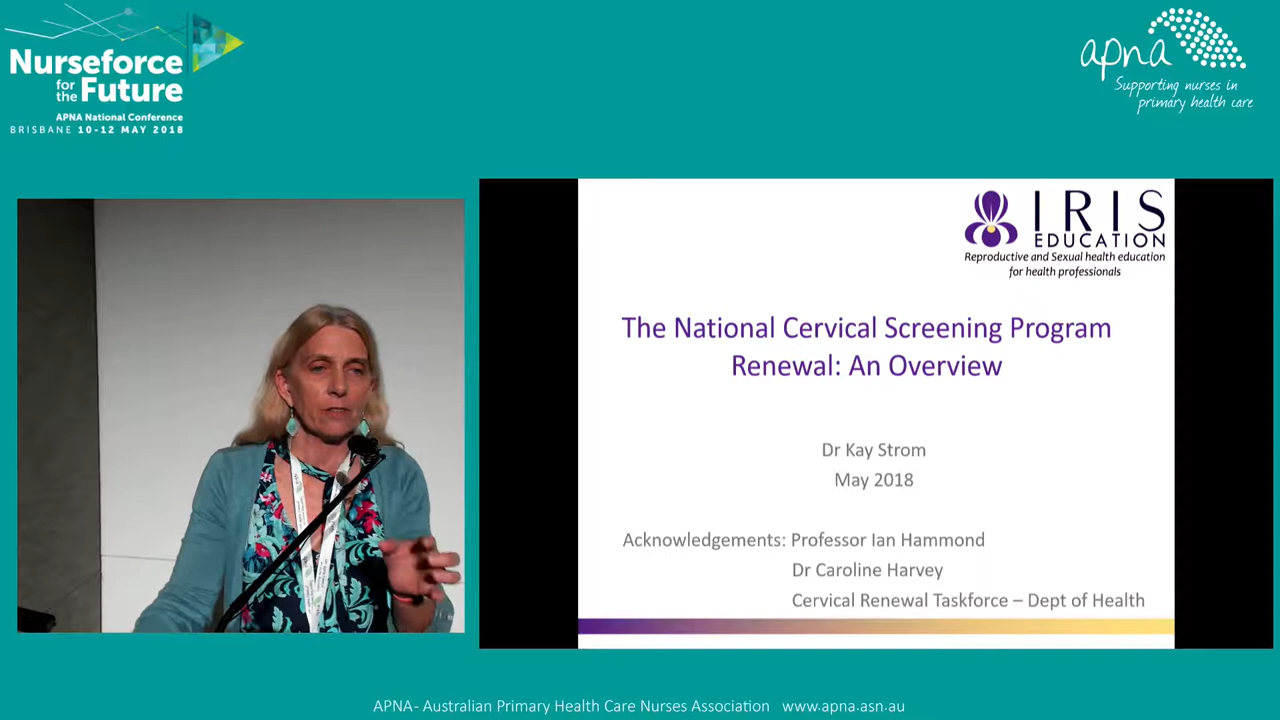 Nurseforce
for the Future
APNA National Conference
BRISBANE 10-12 MAY 2018
apna
Supporting nurses in
primary health care
IRIS
EDUCATION
Reproductive and Sexual health education
for health professionals
The National Cervical Screening Program
Renewal: An Overview
Dr Kay Strom
May 2018
Acknowledgements: Professor Ian Hammond
Dr Caroline Harvey
Cervical Renewal Taskforce – Dept of Health
APNA- Australian Primary Health Care Nurses Association www.apna.asn.au